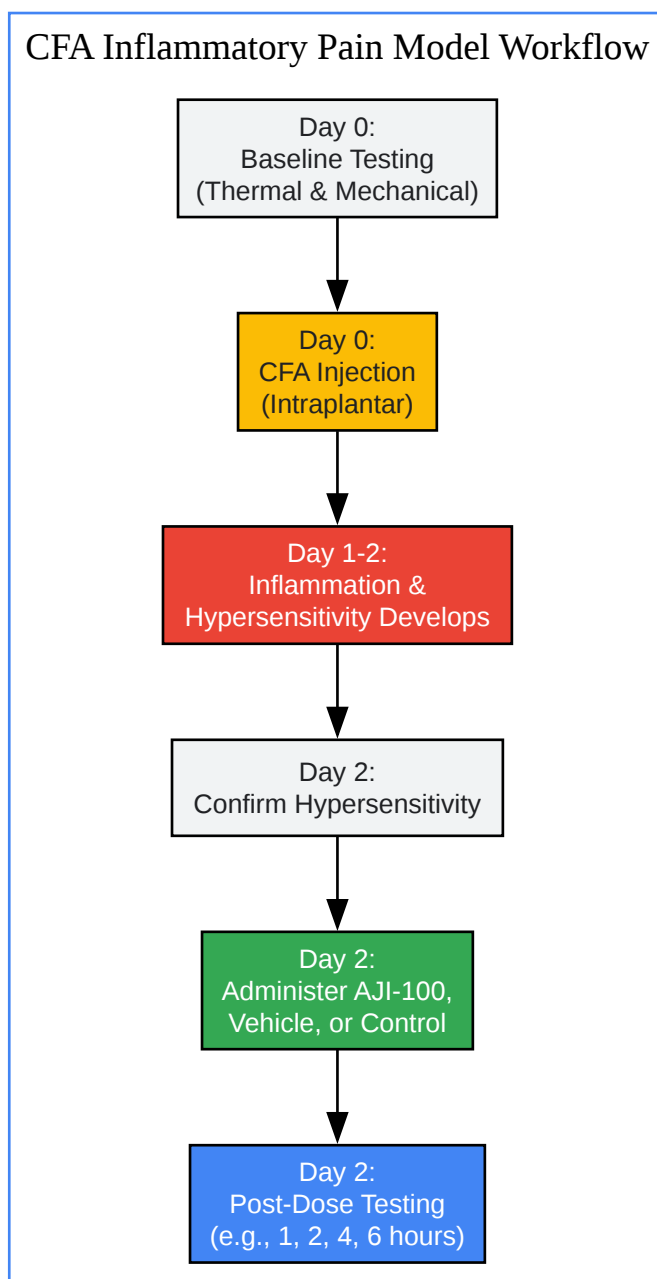 CFA Inflammatory Pain Model Workflow
Day 0:
Baseline Testing
(Thermal & Mechanical)
Day 0:
CFA Injection
(Intraplantar)
Day 1-2:
Inflammation &
Hypersensitivity Develops
Day 2:
Confirm Hypersensitivity
Day 2:
Administer AJI-100,
Vehicle, or Control
Day 2:
Post-Dose Testing
(e.g., 1, 2, 4, 6 hours)